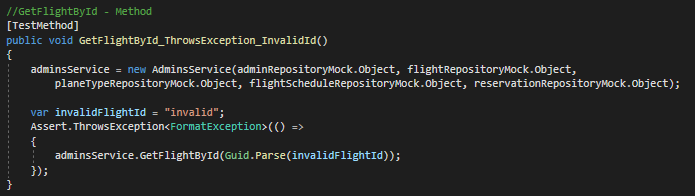 //GetFlightById - Method
[TestMethod]
public void GetFlightById_ThrowsException_InvalidId()
{
adminsService = new AdminsService(adminRepositoryMock.Object, flightRepositoryMock.Object,
planeTypeRepositoryMock.Object, flightScheduleRepositoryMock.Object, reservationRepositoryMock.Object);
var invalidFlightId = "invalid";
Assert.ThrowsException<FormatException>(() =>
{
adminsService.GetFlightById(Guid.Parse(invalidFlightId));
});
}